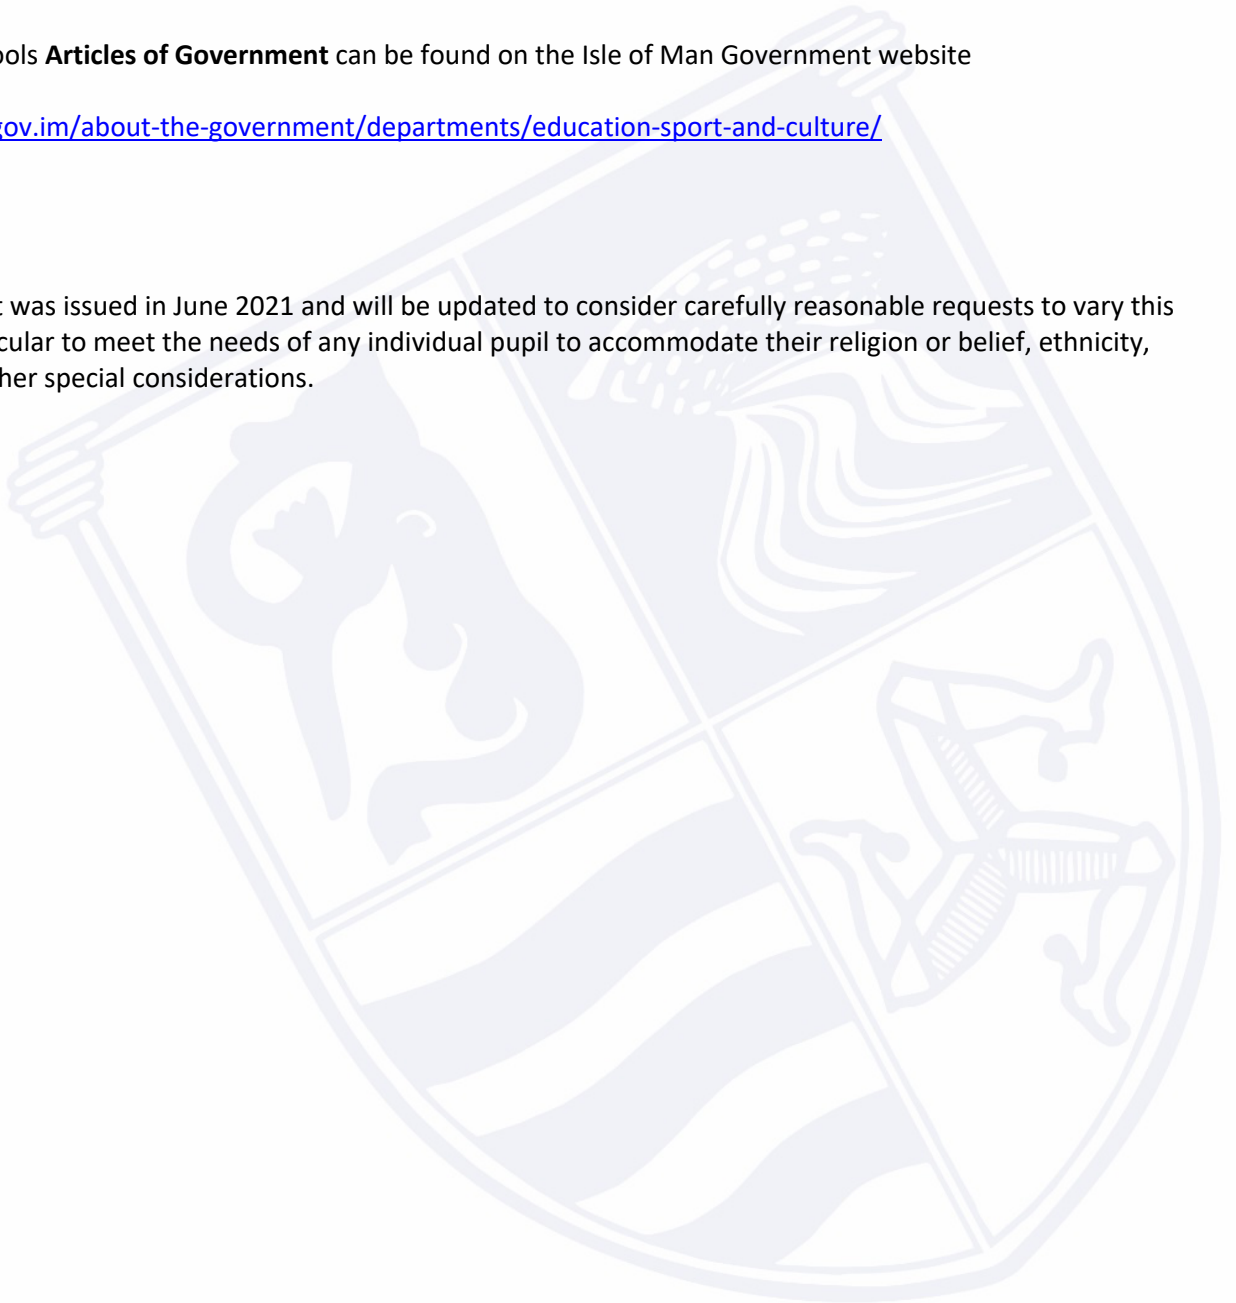 ools Articles of Government can be found on the Isle of Man Government website
gov.im/about-the-government/departments/education-sport-and-culture/
t was issued in June 2021 and will be updated to consider carefully reasonable requests to vary this
cular to meet the needs of any individual pupil to accommodate their religion or belief, ethnicity,
her special considerations.